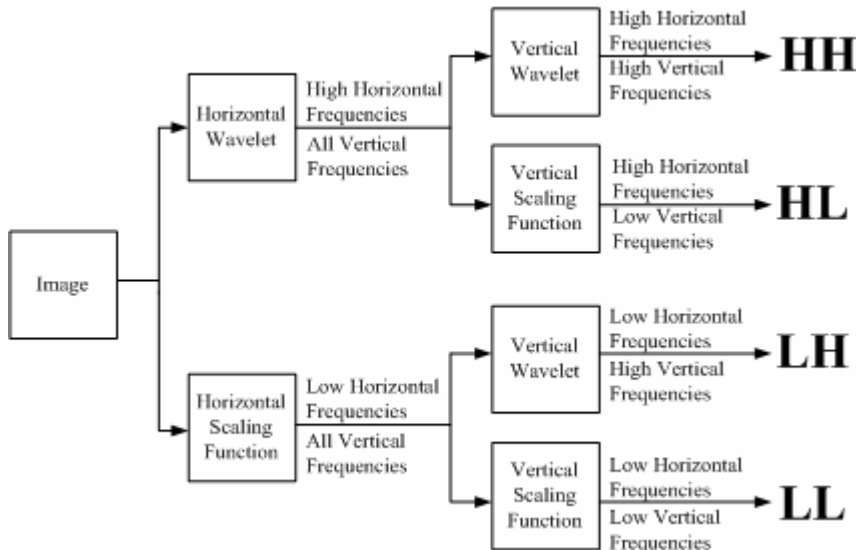 Image
Horizontal
Wavelet
High Horizontal
Frequencies
All Vertical
Frequencies
Vertical
Wavelet
High Horizontal
Frequencies
High Vertical
Frequencies
HH
Vertical
Scaling
Function
High Horizontal
Frequencies
Low Vertical
Frequencies
HL
Horizontal
Scaling
Function
Low Horizontal
Frequencies
All Vertical
Frequencies
Vertical
Wavelet
Low Horizontal
Frequencies
High Vertical
Frequencies
LH
Vertical
Scaling
Function
Low Horizontal
Frequencies
Low Vertical
Frequencies
LL